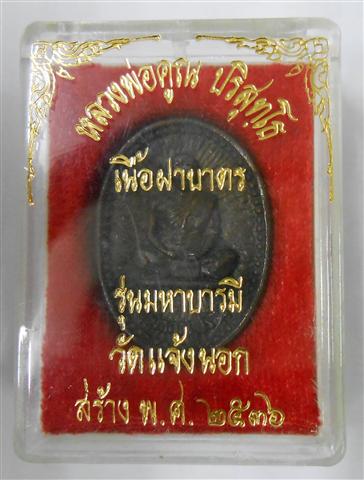 หลวงพ่อคูณ ปริสุทฺโธ
เนื้อฝาบาตร
รุ่นมหาบารมี
วัดแจ้งนอก
สร้าง พ.ศ. ๒๕๓๖